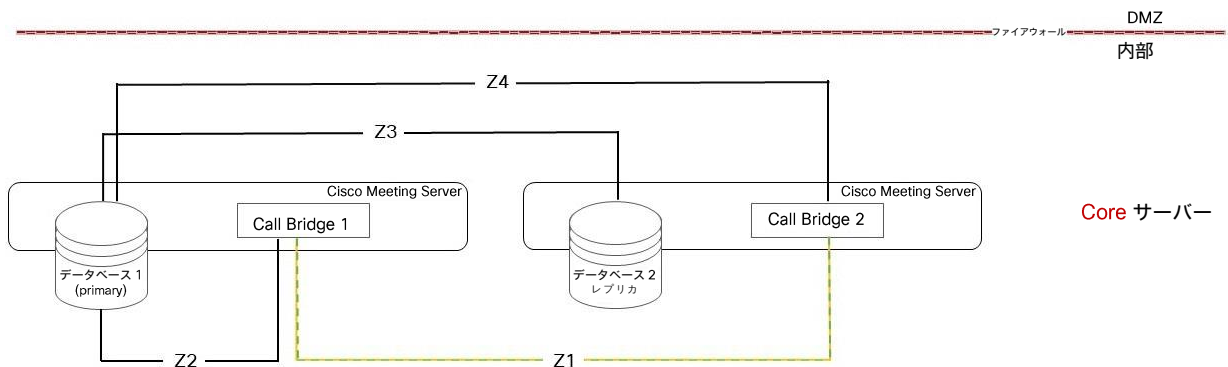 DMZ
ファイアウォール
内部
Z4
Z3
Cisco Meeting Server
Cisco Meeting Server
Call Bridge 1
Call Bridge 2
Core サーバー
データベース 1
(primary)
データベース 2
レプリカ
Z2
Z1